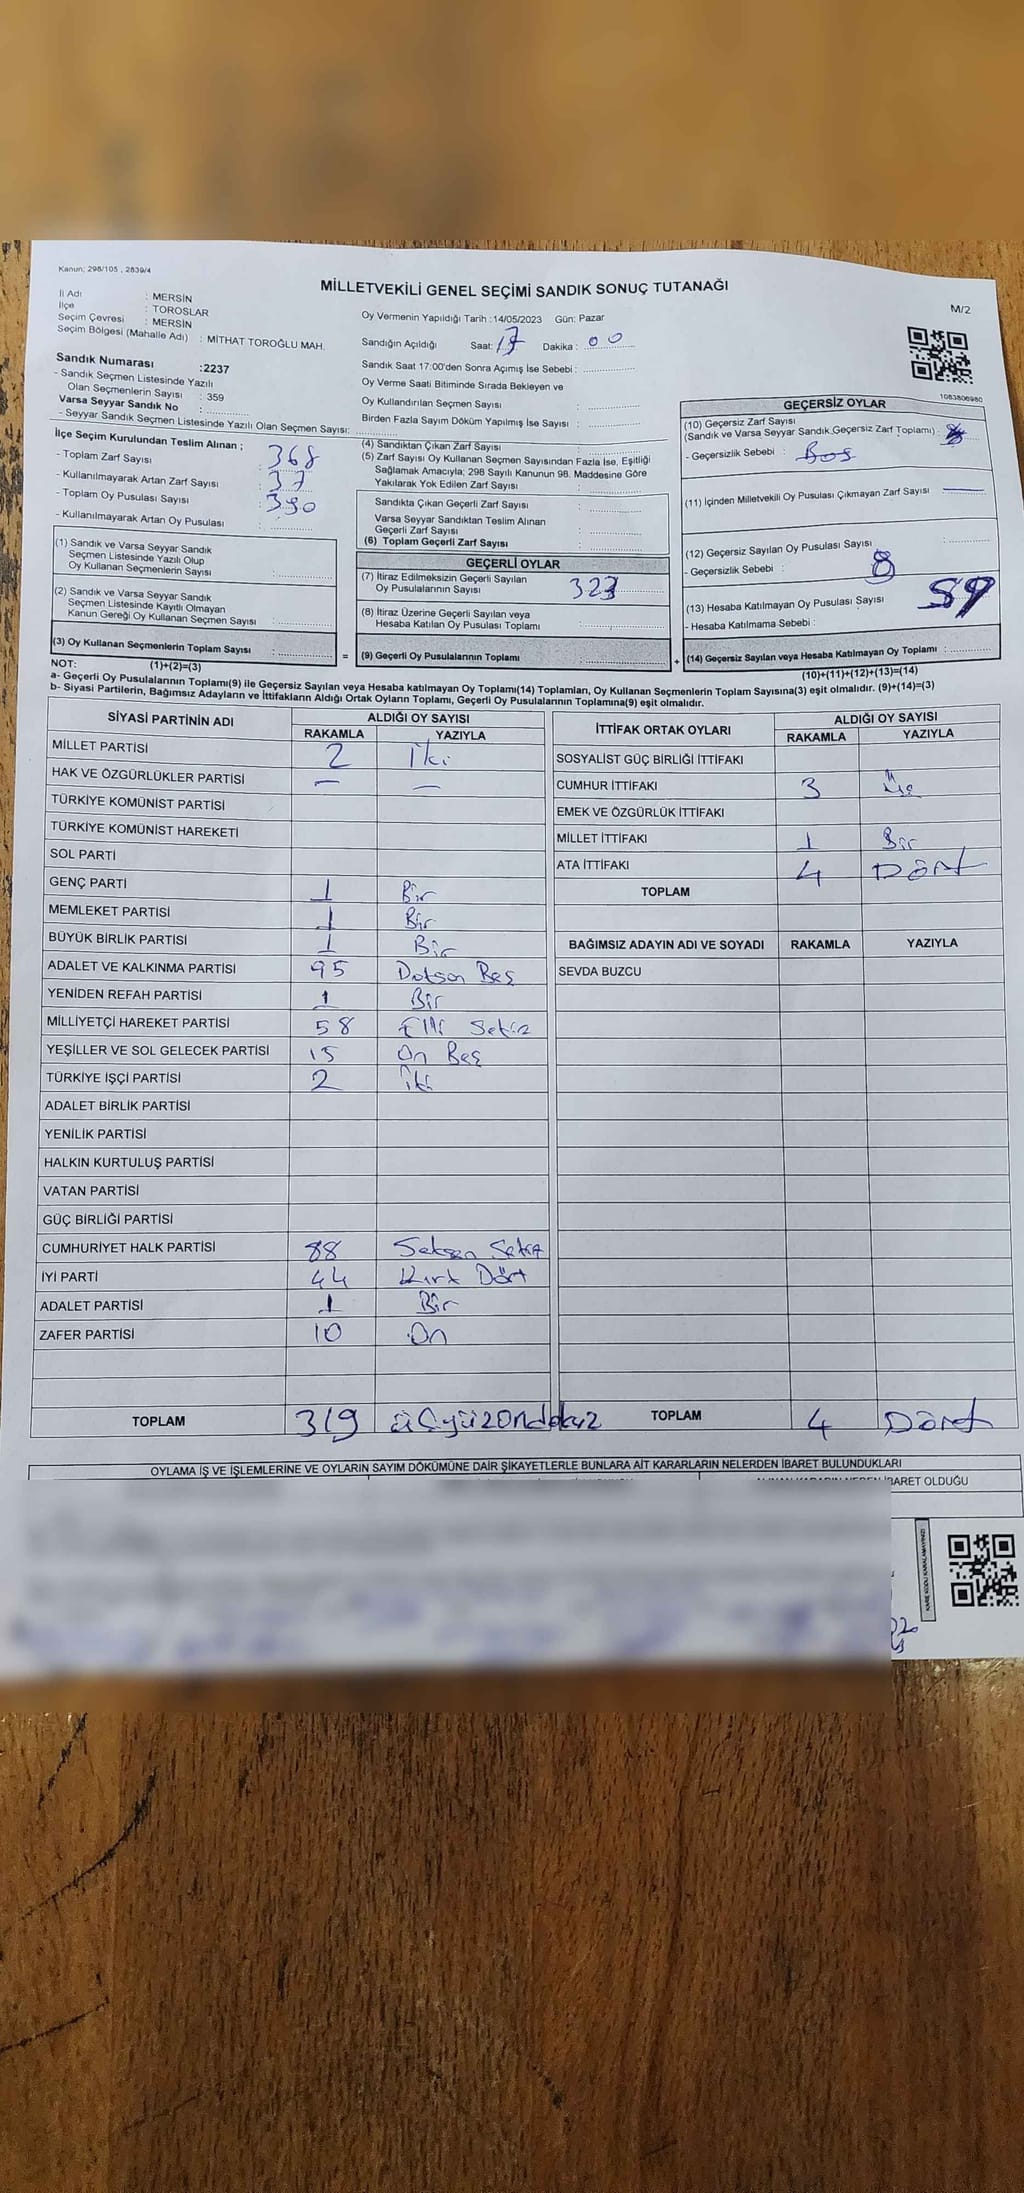 Kanun: 298/105 , 2839/4
MİLLETVEKİLİ GENEL SEÇİMİ SANDIK SONUÇ TUTANAĞI
M/2
İl Adı : MERSİN
İlçe : TOROSLAR
Seçim Çevresi : MERSİN
Seçim Bölgesi (Mahalle Adı) : MİTHAT TOROĞLU MAH.
Sandık Numarası :2237
- Sandık Seçmen Listesinde Yazılı
Olan Seçmenlerin Sayısı : 359
Varsa Seyyar Sandık No :
- Seyyar Sandık Seçmen Listesinde Yazılı Olan Seçmen Sayısı:
İlçe Seçim Kurulundan Teslim Alınan ;
- Toplam Zarf Sayısı : 368
- Kullanılmayarak Artan Zarf Sayısı : 37
- Toplam Oy Pusulası Sayısı : 390
- Kullanılmayarak Artan Oy Pusulası :
(1) Sandık ve Varsa Seyyar Sandık
Seçmen Listesinde Yazılı Olup
Oy Kullanan Seçmenlerin Sayısı :
(2) Sandık ve Varsa Seyyar Sandık
Seçmen Listesinde Kayıtlı Olmayan
Kanun Gereği Oy Kullanan Seçmen Sayısı :
(3) Oy Kullanan Seçmenlerin Toplam Sayısı :
(1)+(2)=(3)
Oy Vermenin Yapıldığı Tarih :14/05/2023 Gün: Pazar
Sandığın Açıldığı Saat: 17 Dakika : 00
Sandık Saat 17:00'den Sonra Açımış İse Sebebi :
Oy Verme Saati Bitiminde Sırada Bekleyen ve
Oy Kullandırılan Seçmen Sayısı :
Birden Fazla Sayım Döküm Yapılmış İse Sayısı :
(4) Sandıktan Çıkan Zarf Sayısı :
(5) Zarf Sayısı Oy Kullanan Seçmen Sayısından Fazla İse, Eşitliği
Sağlamak Amacıyla; 298 Sayılı Kanunun 98. Maddesine Göre
Yakılarak Yok Edilen Zarf Sayısı :
Sandıkta Çıkan Geçerli Zarf Sayısı :
Varsa Seyyar Sandıktan Teslim Alınan
Geçerli Zarf Sayısı :
(6) Toplam Geçerli Zarf Sayısı :
GEÇERLİ OYLAR
(7) İtiraz Edilmeksizin Geçerli Sayılan
Oy Pusulalarının Sayısı : 323
(8) İtiraz Üzerine Geçerli Sayılan veya
Hesaba Katılan Oy Pusulası Toplamı :
= (9) Geçerli Oy Pusulalarının Toplamı :
1083806980
GEÇERSİZ OYLAR
(10) Geçersiz Zarf Sayısı
(Sandık ve Varsa Seyyar Sandık Geçersiz Zarf Toplamı) :
- Geçersizlik Sebebi : Boş
(11) İçinden Milletvekili Oy Pusulası Çıkmayan Zarf Sayısı
(12) Geçersiz Sayılan Oy Pusulası Sayısı :
- Geçersizlik Sebebi : 8
(13) Hesaba Katılmayan Oy Pusulası Sayısı 59
- Hesaba Katılmama Sebebi :
+ (14) Geçersiz Sayılan veya Hesaba Katılmayan Oy Toplamı :
(10)+(11)+(12)+(13)=(14)
NOT:
a- Geçerli Oy Pusulalarının Toplamı(9) ile Geçersiz Sayılan veya Hesaba katılmayan Oy Toplamı(14) Toplamları, Oy Kullanan Seçmenlerin Toplam Sayısına(3) eşit olmalıdır. (9)+(14)=(3)
b- Siyasi Partilerin, Bağımsız Adayların ve İttifakların Aldığı Ortak Oyların Toplamı, Geçerli Oy Pusulalarının Toplamına(9) eşit olmalıdır.
SİYASİ PARTİNİN ADI ALDIĞI OY SAYISI
RAKAMLA YAZIYLA
MİLLET PARTİSİ 2 İki
HAK VE ÖZGÜRLÜKLER PARTİSİ — —
TÜRKİYE KOMÜNİST PARTİSİ
TÜRKİYE KOMÜNİST HAREKETİ
SOL PARTİ
GENÇ PARTİ 1 Bir
MEMLEKET PARTİSİ 1 Bir
BÜYÜK BİRLİK PARTİSİ 1 Bir
ADALET VE KALKINMA PARTİSİ 95 Dotson Beş
YENİDEN REFAH PARTİSİ 1 Bir
MİLLİYETÇİ HAREKET PARTİSİ 58 Elli Sekiz
YEŞİLLER VE SOL GELECEK PARTİSİ 15 On Beş
TÜRKİYE İŞÇİ PARTİSİ 2 İki
ADALET BİRLİK PARTİSİ
YENİLİK PARTİSİ
HALKIN KURTULUŞ PARTİSİ
VATAN PARTİSİ
GÜÇ BİRLİĞİ PARTİSİ
CUMHURİYET HALK PARTİSİ 88 Seksen Sekiz
İYİ PARTİ 44 Kırk Dört
ADALET PARTİSİ 1 Bir
ZAFER PARTİSİ 10 On
TOPLAM 319 üçyüzondokuz
İTTİFAK ORTAK OYLARI ALDIĞI OY SAYISI
RAKAMLA YAZIYLA
SOSYALİST GÜÇ BİRLİĞİ İTTİFAKI
CUMHUR İTTİFAKI 3 Üç
EMEK VE ÖZGÜRLÜK İTTİFAKI
MİLLET İTTİFAKI 1 Bir
ATA İTTİFAKI 4 Dört
TOPLAM
BAĞIMSIZ ADAYIN ADI VE SOYADI RAKAMLA YAZIYLA
SEVDA BUZCU
TOPLAM 4 Dört
OYLAMA İŞ VE İŞLEMLERİNE VE OYLARIN SAYIM DÖKÜMÜNE DAİR ŞİKAYETLERLE BUNLARA AİT KARARLARIN NELERDEN İBARET BULUNDUKLARI
İBARET OLDUĞU
KARE KODU KARALAMAYINIZ!